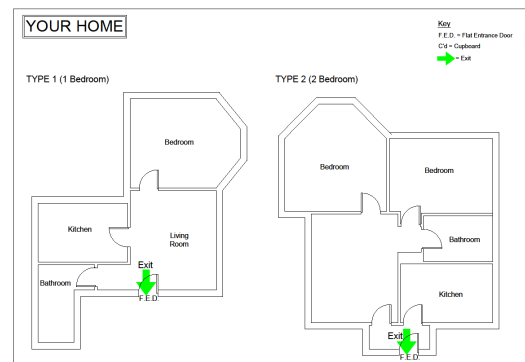 YOUR HOME
Key
F.E.D. = Flat Entrance Door
C'd = Cupboard
= Exit
TYPE 1 (1 Bedroom)
TYPE 2 (2 Bedroom)
Bedroom
Kitchen
Living
Room
Bathroom
Exit
F.E.D.
Bedroom
Bedroom
Bathroom
Kitchen
Exit
F.E.D.